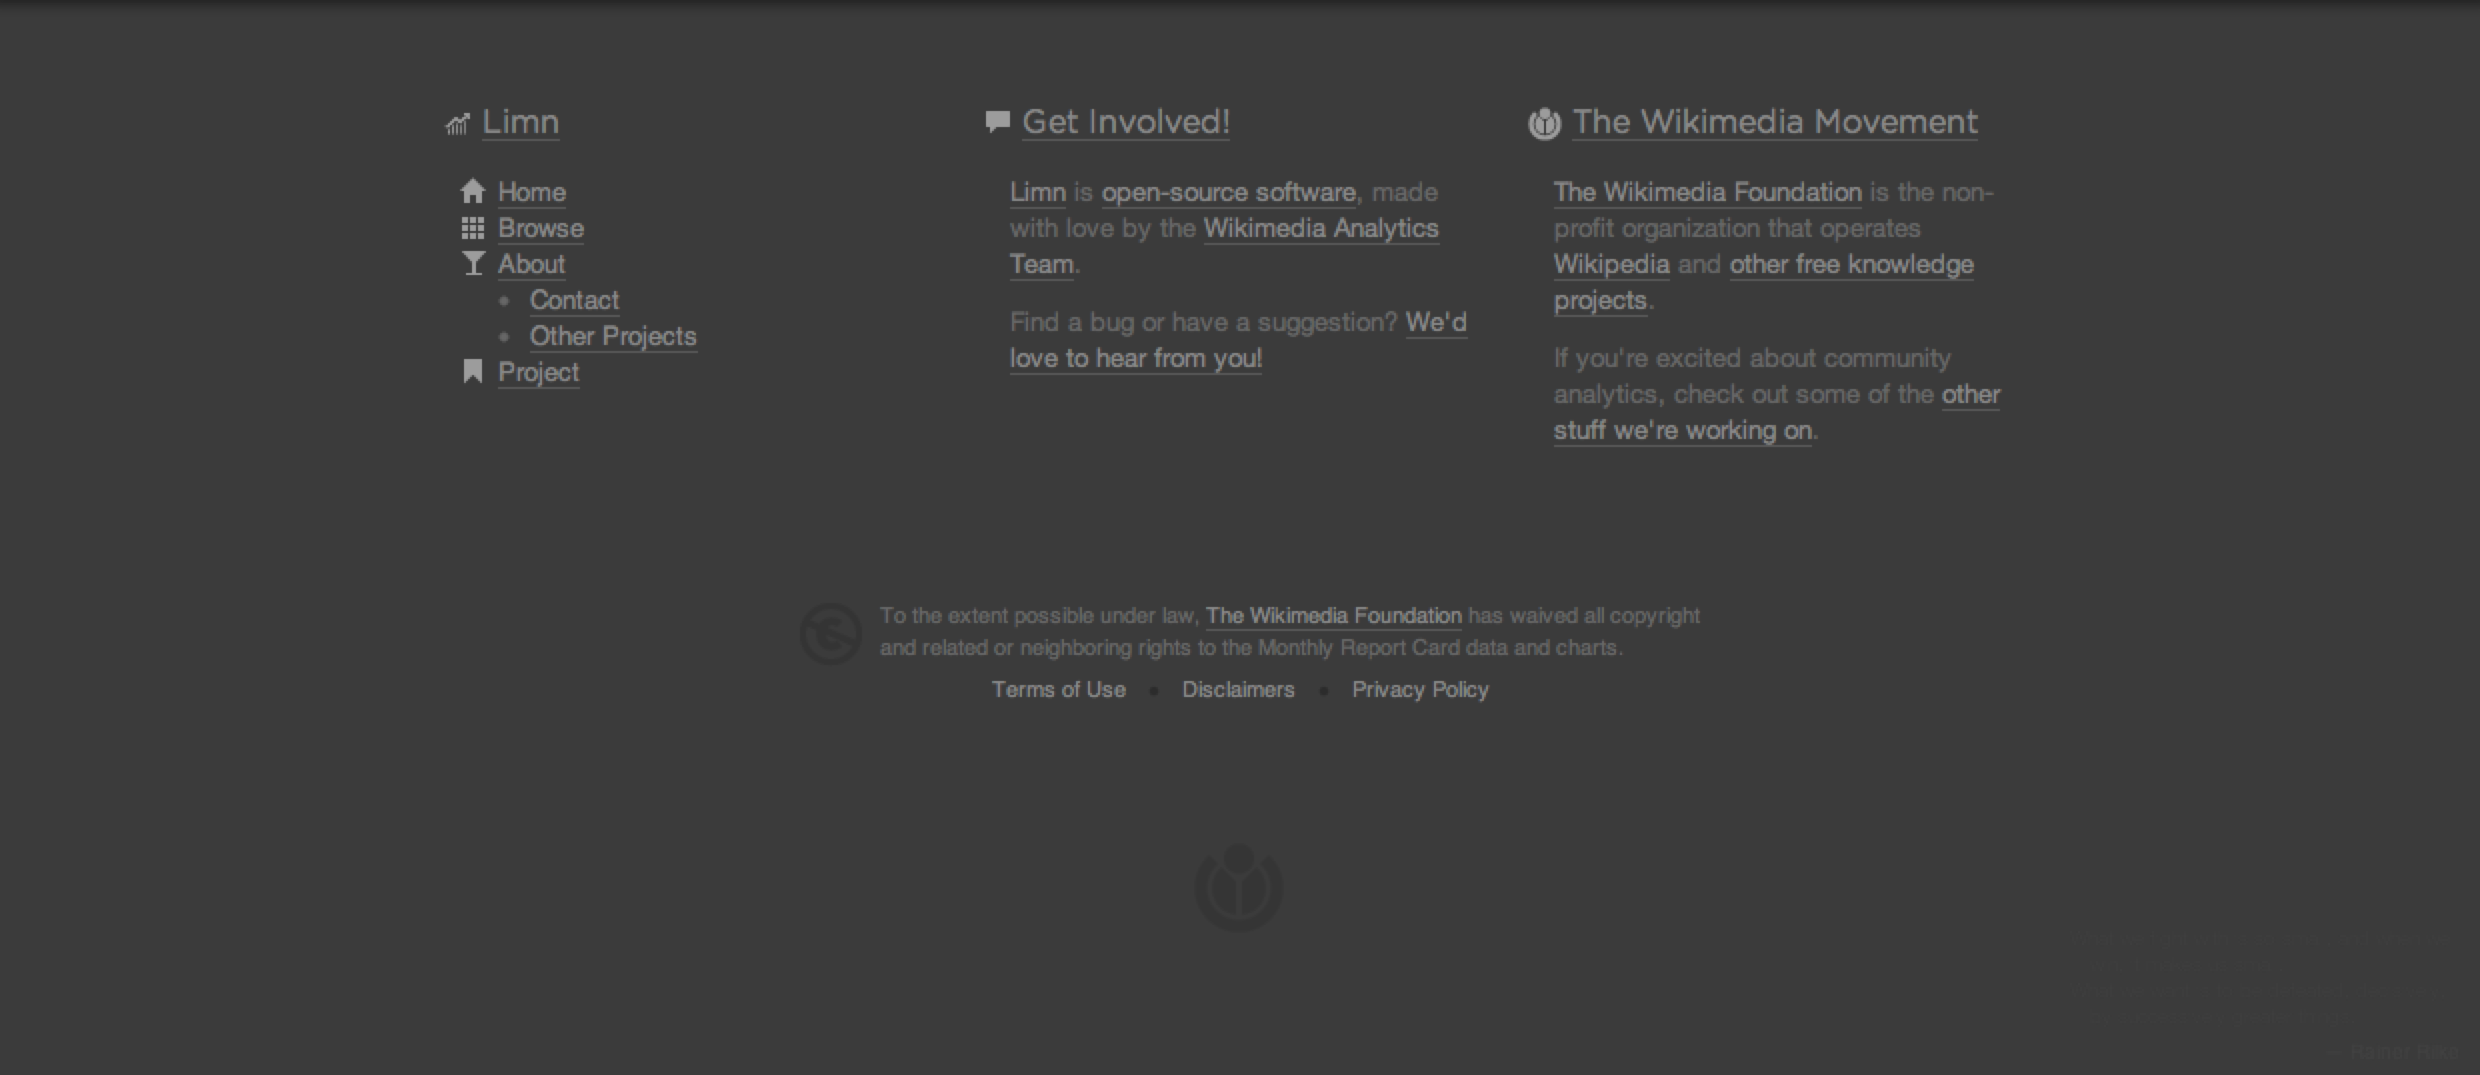 Limn
Home
Browse
About
Contact
Other Projects
Project
Get Involved!
Limn is open-source software, made
with love by the Wikimedia Analytics
Team.
Find a bug or have a suggestion? We'd
love to hear from you!
The Wikimedia Movement
The Wikimedia Foundation is the non-
profit organization that operates
Wikipedia and other free knowledge
projects.
If you're excited about community
analytics, check out some of the other
stuff we're working on.
To the extent possible under law, The Wikimedia Foundation has waived all copyright
and related or neighboring rights to the Monthly Report Card data and charts.
Terms of Use • Disclaimers • Privacy Policy